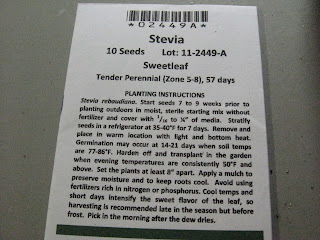 *02449A*
Stevia
10 Seeds Lot: 11-2449-A
Sweetleaf
Tender Perennial (Zone 5-8), 57 days
PLANTING INSTRUCTIONS
Stevia rebaudiana. Start seeds 7 to 9 weeks prior to
planting outdoors in moist, sterile starting mix without
fertilizer and cover with 1/16 to ¼" of media. Stratify
seeds in a refrigerator at 35-40°F for 7 days. Remove and
place in warm location with light and bottom heat.
Germination may occur at 14-21 days when soil temps
are 77-86°F. Harden off and transplant in the garden
when evening temperatures are consistently 50°F and
above. Set the plants at least 8" apart. Apply a mulch to
preserve moisture and to keep roots cool. Avoid using
fertilizers rich in nitrogen or phosphorus. Cool temps and
short days intensify the sweet flavor of the leaf, so
harvesting is recommended late in the season but before
frost. Pick in the morning after the dew dries.